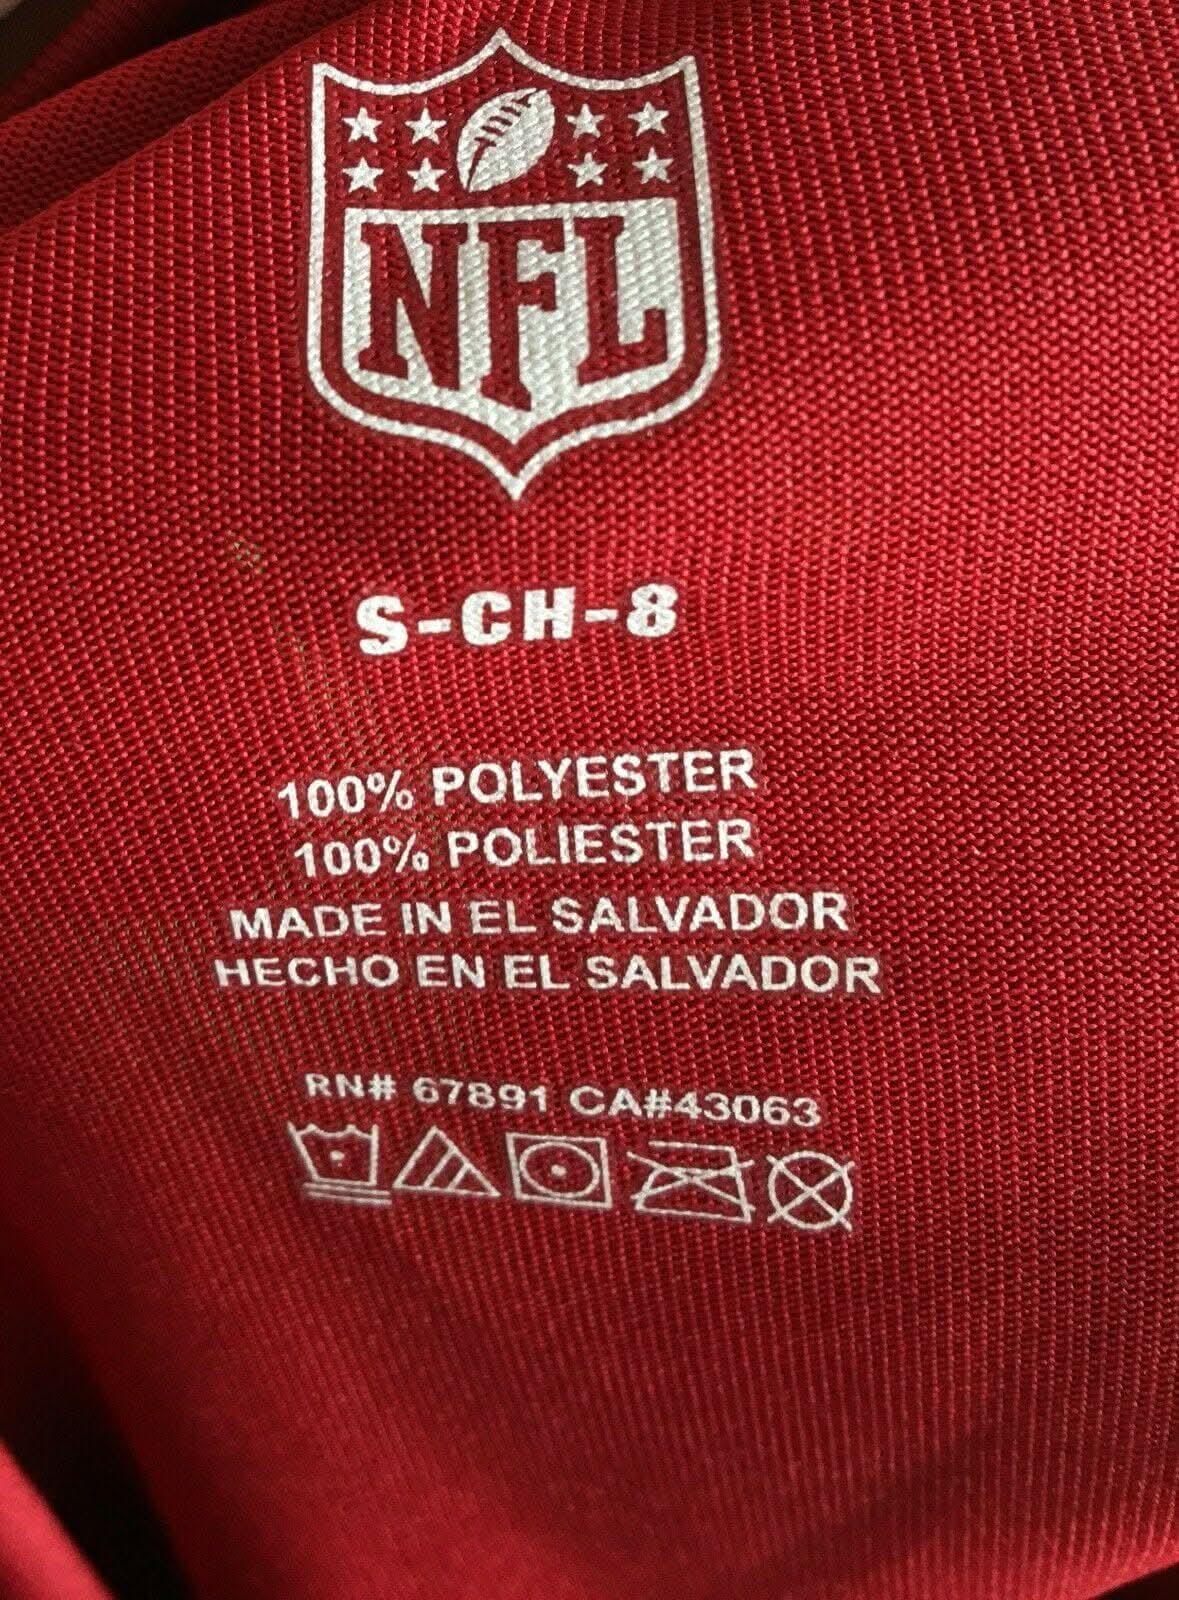 NFL
S-CH-8
100% POLYESTER
100% POLIESTER
MADE IN EL SALVADOR
HECHO EN EL SALVADOR
RN# 67891 CA#43063